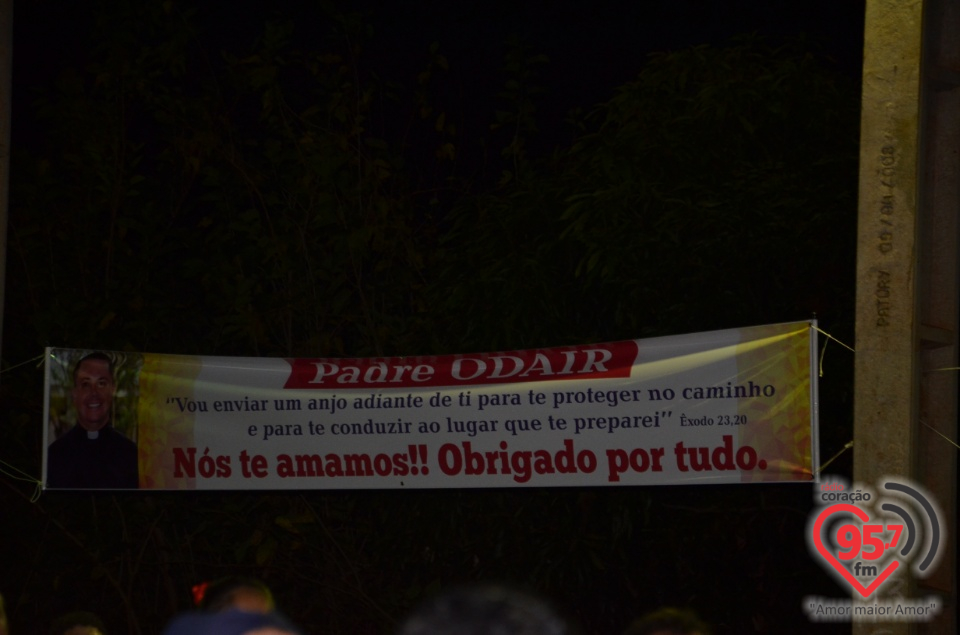 Padre ODAIR
"Vou enviar um anjo adiante de ti para te proteger no caminho
e para te conduzir ao lugar que te preparei" Êxodo 23,20
Nós te amamos!! Obrigado por tudo.
coração
95,7
fm
"Amor maior Amor"